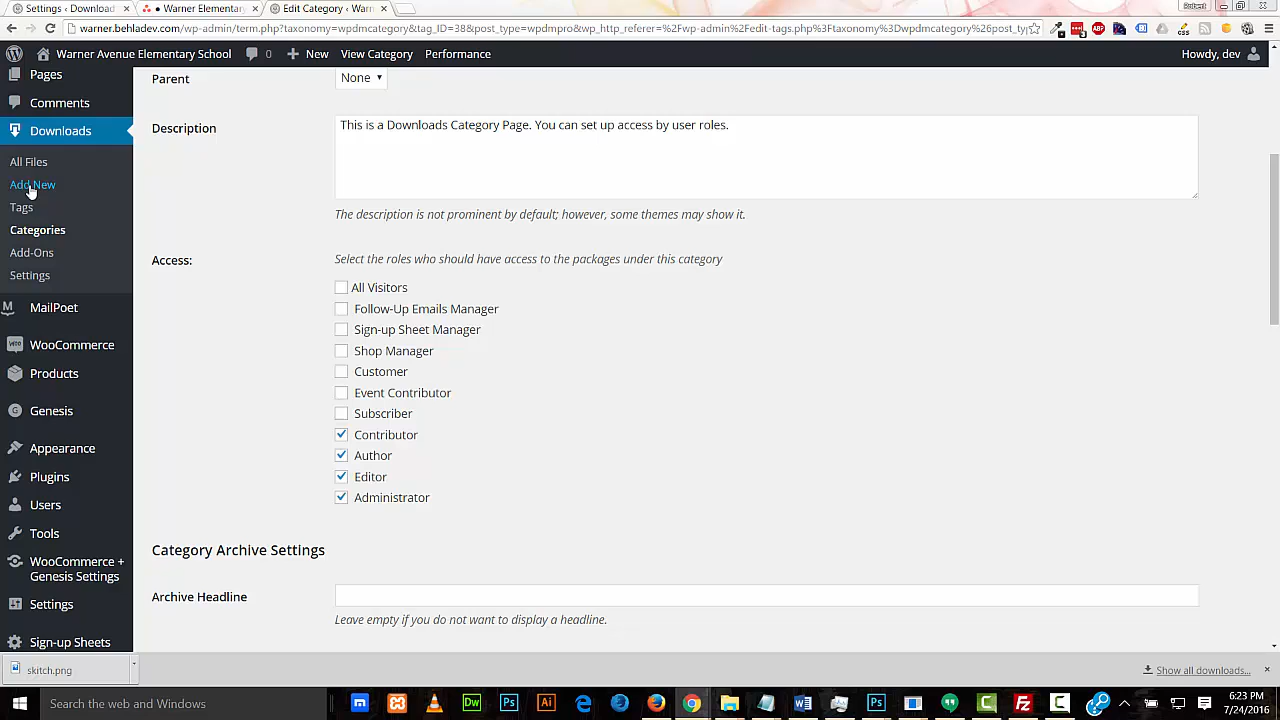 Settings ‹ Download
Warner Elementary
Edit Category ‹ Warn
Robert
warner.behladev.com/wp-admin/term.php?taxonomy=wpdmcategory&tag_ID=38&post_type=wpdmpro&wp_http_referer=%2Fwp-admin%2Fedit-tags.php%3Ftaxonomy%3Dwpdmcategory%26post_ty
Warner Avenue Elementary School
0
New
View Category
Performance
Howdy, dev
Pages
Comments
Downloads
All Files
Add New
Tags
Categories
Add-Ons
Settings
MailPoet
WooCommerce
Products
Genesis
Appearance
Plugins
Users
Tools
WooCommerce +
Genesis Settings
Settings
Sign-up Sheets
Parent
None
Description
This is a Downloads Category Page. You can set up access by user roles.
The description is not prominent by default; however, some themes may show it.
Access:
Select the roles who should have access to the packages under this category
All Visitors
Follow-Up Emails Manager
Sign-up Sheet Manager
Shop Manager
Customer
Event Contributor
Subscriber
Contributor
Author
Editor
Administrator
Category Archive Settings
Archive Headline
Leave empty if you do not want to display a headline.
skitch.png
Show all downloads...
Search the web and Windows
Dw
Ps
Ai
Ps
6:23 PM
7/24/2016